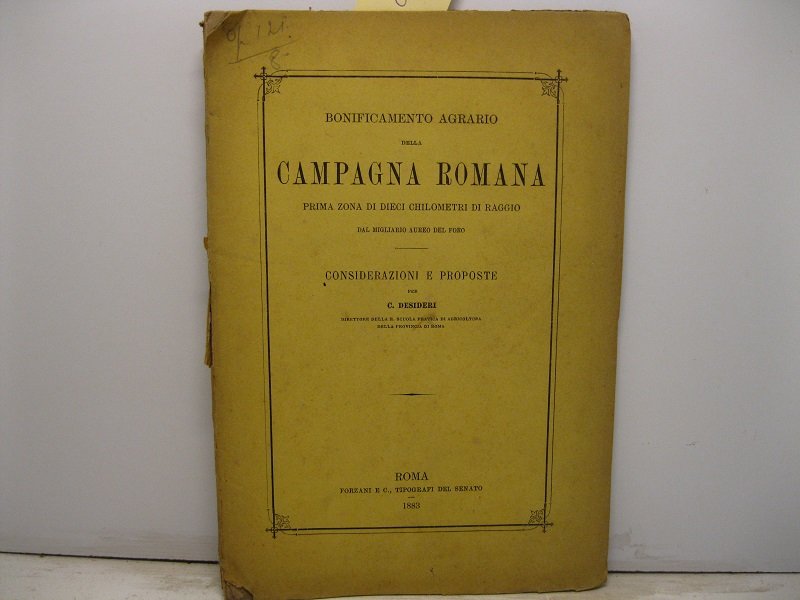 BONIFICAMENTO AGRARIO
DELLA
CAMPAGNA ROMANA
PRIMA ZONA DI DIECI CHILOMETRI DI RAGGIO
DAL MIGLIARIO AUREO DEL FORO
CONSIDERAZIONI E PROPOSTE
PER
C. DESIDERI
DIRETTORE DELLA R. SCUOLA PRATICA DI AGRICOLTURA
DELLA PROVINCIA DI ROMA
ROMA
FORZANI E C., TIPOGRAFI DEL SENATO
1883